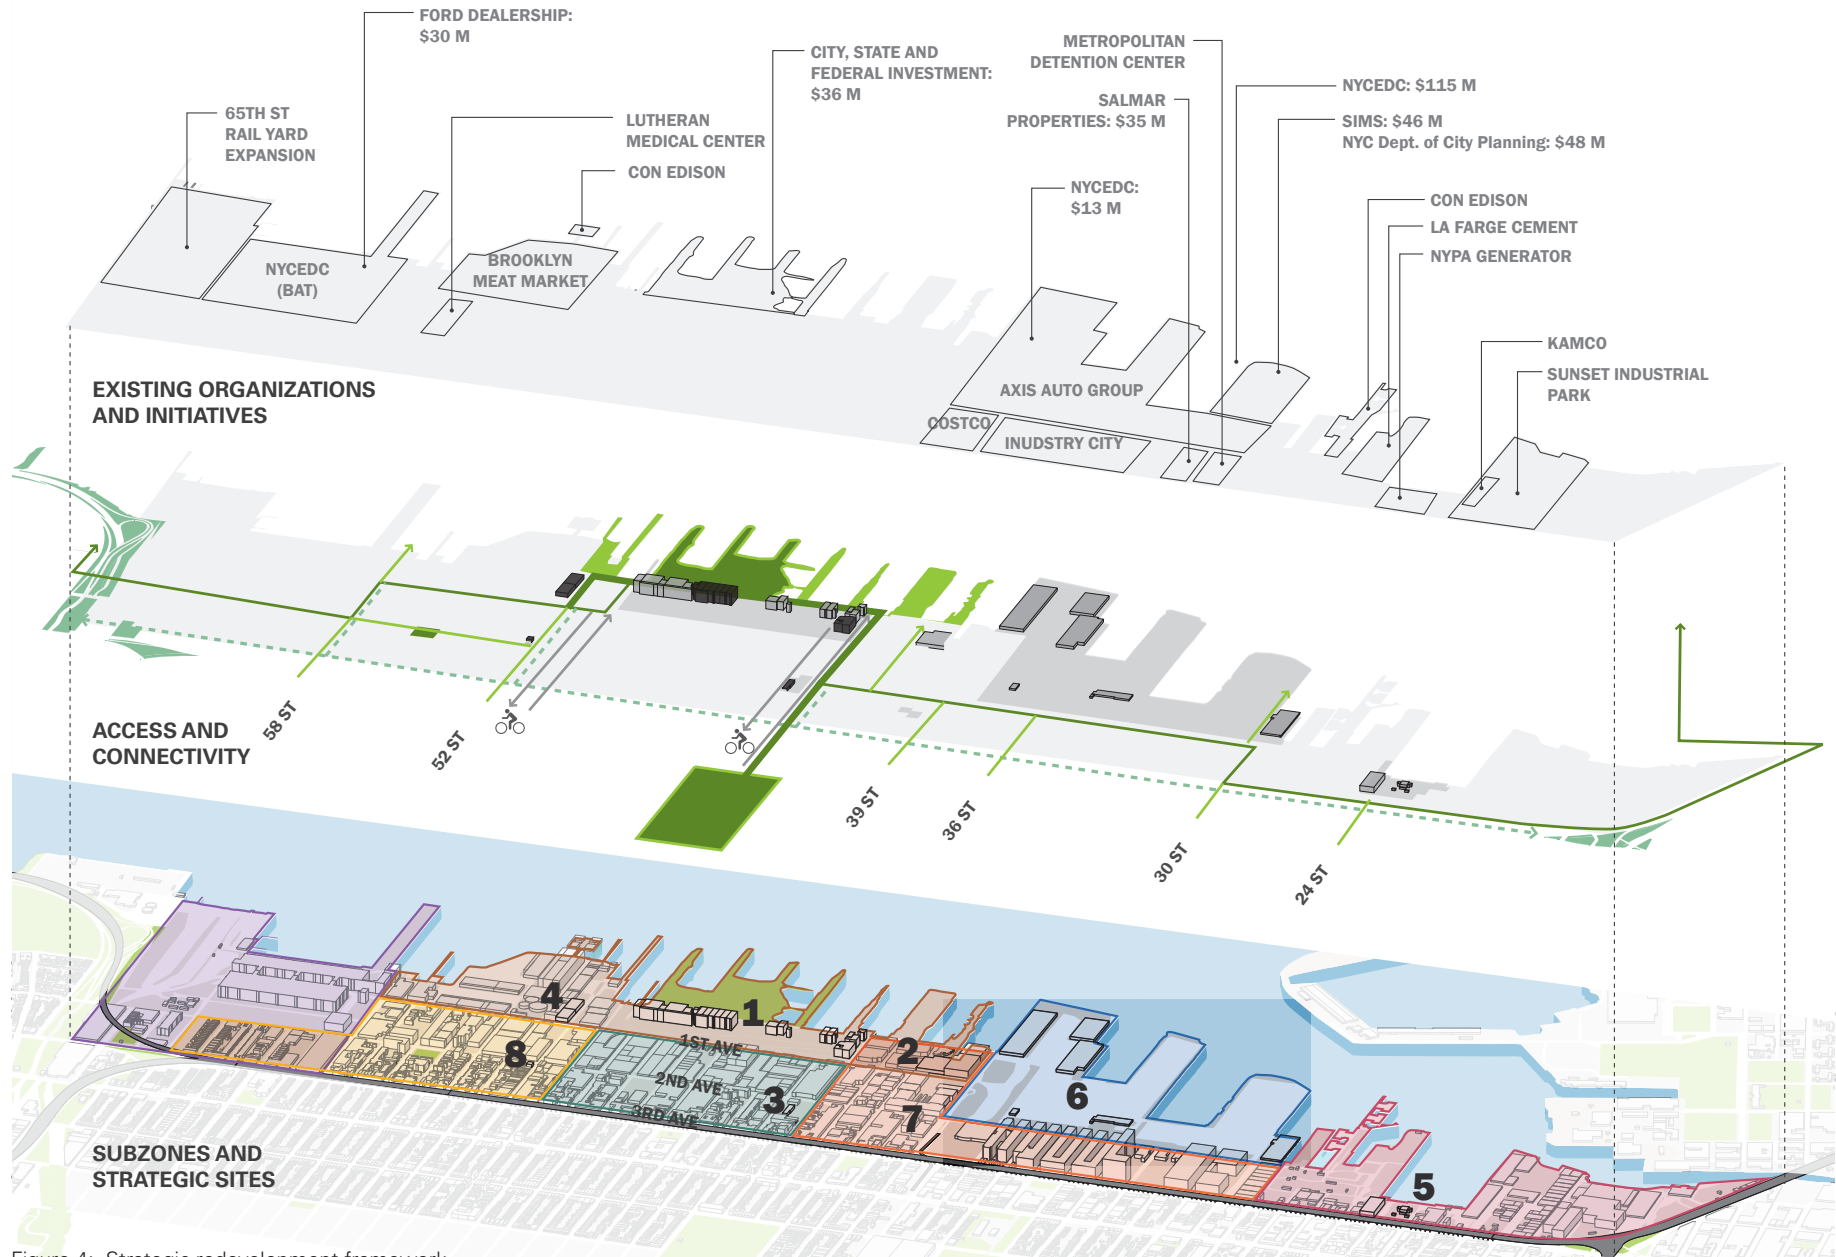 FORD DEALERSHIP:
$30 M
CITY, STATE AND
FEDERAL INVESTMENT:
$36 M
METROPOLITAN
DETENTION CENTER
NYCEDC: $115 M
SALMAR
PROPERTIES: $35 M
SIMS: $46 M
NYC Dept. of City Planning: $48 M
65TH ST
RAIL YARD
EXPANSION
LUTHERAN
MEDICAL CENTER
CON EDISON
NYCEDC:
$13 M
CON EDISON
LA FARGE CEMENT
NYPA GENERATOR
NYCEDC
(BAT)
BROOKLYN
MEAT MARKET
KAMCO
SUNSET INDUSTRIAL
PARK
AXIS AUTO GROUP
COSTCO
INUDSTRY CITY
EXISTING ORGANIZATIONS
AND INITIATIVES
ACCESS AND
CONNECTIVITY
58 ST
52 ST
39 ST
36 ST
30 ST
24 ST
4
1
1ST AVE
2
8
2ND AVE
3
3RD AVE
7
6
5
SUBZONES AND
STRATEGIC SITES
Figure 4: Strategic redevelopment framework